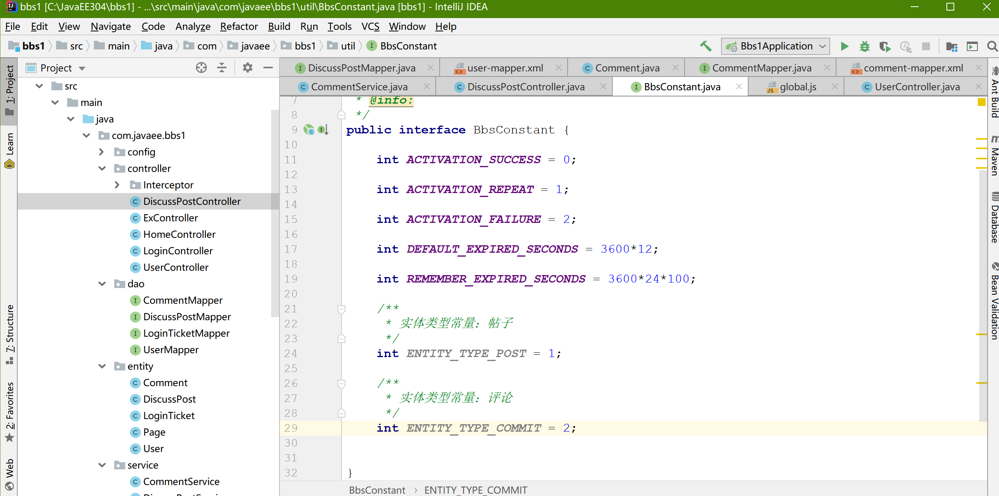 bbs1 [C:\JavaEE304\bbs1] - ...\src\main\java\com\javaee\bbs1\util\BbsConstant.java [bbs1] - IntelliJ IDEA
File Edit View Navigate Code Analyze Refactor Build Run Tools VCS Window Help
bbs1 src main java com javaee bbs1 util BbsConstant Bbs1Application
Project
DiscussPostMapper.java user-mapper.xml Comment.java CommentMapper.java comment-mapper.xml
CommentService.java DiscussPostController.java BbsConstant.java global.js UserController.java
1: Project
Learn
7: Structure
2: Favorites
Web
src
main
java
com.javaee.bbs1
config
controller
Interceptor
DiscussPostController
ExController
HomeController
LoginController
UserController
dao
CommentMapper
DiscussPostMapper
LoginTicketMapper
UserMapper
entity
Comment
DiscussPost
LoginTicket
Page
User
service
CommentService
7 * @info:
8 */
9 public interface BbsConstant {
10
11 int ACTIVATION_SUCCESS = 0;
12
13 int ACTIVATION_REPEAT = 1;
14
15 int ACTIVATION_FAILURE = 2;
16
17 int DEFAULT_EXPIRED_SECONDS = 3600*12;
18
19 int REMEMBER_EXPIRED_SECONDS = 3600*24*100;
20
21 /**
22 * 实体类型常量：帖子
23 */
24 int ENTITY_TYPE_POST = 1;
25
26 /**
27 * 实体类型常量：评论
28 */
29 int ENTITY_TYPE_COMMIT = 2;
30
31
32 }
BbsConstant › ENTITY_TYPE_COMMIT
Ant Build
Maven
Database
Bean Validation